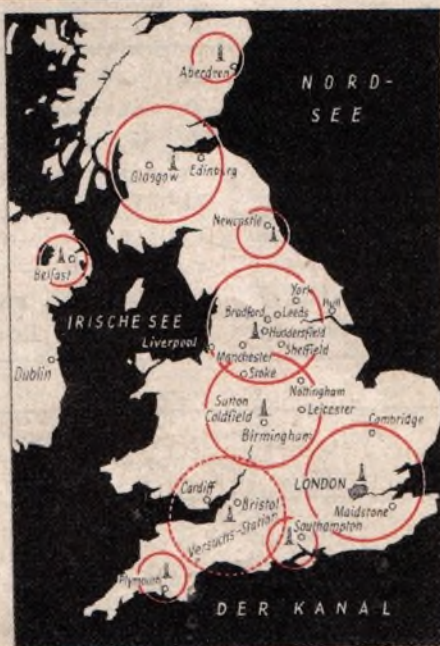 Aberdeen
NORD-
SEE
Glasgow
Edinburg
Newcastle
Belfast
York
Hull
Bradford
Leeds
IRISCHE SEE
Huddersfield
Liverpool
Manchester
Sheffield
Dublin
Stoke
Nottingham
Sutton
Coldfield
Leicester
Cambridge
Birmingham
LONDON
Cardiff
Bristol
Maidstone
Versuchs-Station
Southampton
Plymouth
DER KANAL